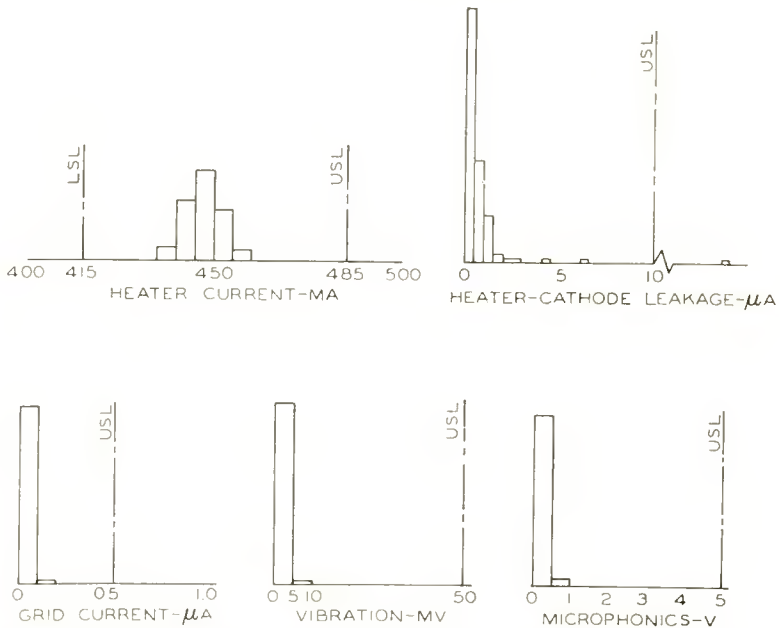 LSL
USL
400 415 450 485 500
HEATER CURRENT-MA
USL
0 5 10
HEATER-CATHODE LEAKAGE-µA
USL
0 0.5 1.0
GRID CURRENT-µA
USL
0 5 10 50
VIBRATION-MV
USL
0 1 2 3 4 5
MICROPHONICS-V